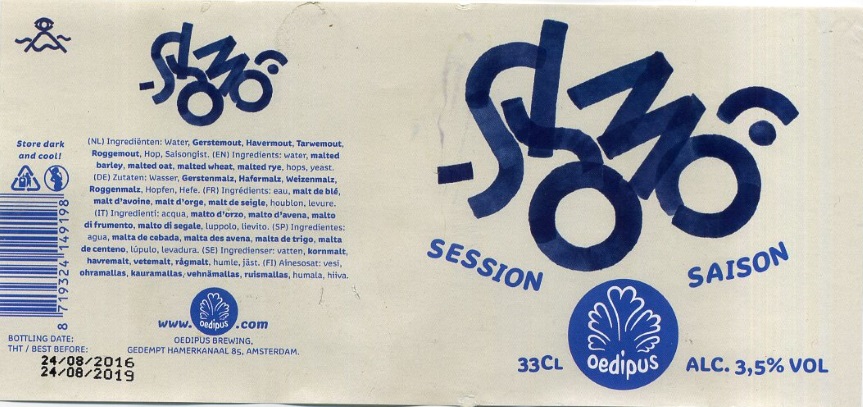 Store dark
and cool!
(NL) Ingrediënten: Water, Gerstemout, Havermout, Tarwemout,
Roggemout, Hop, Saisongist. (EN) Ingredients: water, malted
barley, malted oat, malted wheat, malted rye, hops, yeast.
(DE) Zutaten: Wasser, Gerstenmalz, Hafermalz, Weizenmalz,
Roggenmalz, Hopfen, Hefe. (FR) Ingrédients: eau, malt de blé,
malt d'avoine, malt d'orge, malt de seigle, houblon, levure.
(IT) Ingredienti: acqua, malto d'orzo, malto d'avena, malto
di frumento, malto di segale, luppolo, lievito. (SP) Ingredientes:
agua, malta de cebada, malta des avena, malta de trigo, malta
de centeno, lúpulo, levadura. (SE) Ingredienser: vatten, kornmalt,
havremalt, vetemalt, rågmalt, humle, jäst. (FI) Ainesosat: vesi,
ohramallas, kauramallas, vehnämallas, ruismallas, humala, hiiva.
8 719324 149198
www.oedipus.com
OEDIPUS BREWING,
GEDEMPT HAMERKANAAL 85, AMSTERDAM.
BOTTLING DATE:
THT / BEST BEFORE:
24/08/2016
24/08/2019
SESSION SAISON
33CL oedipus ALC. 3,5% VOL